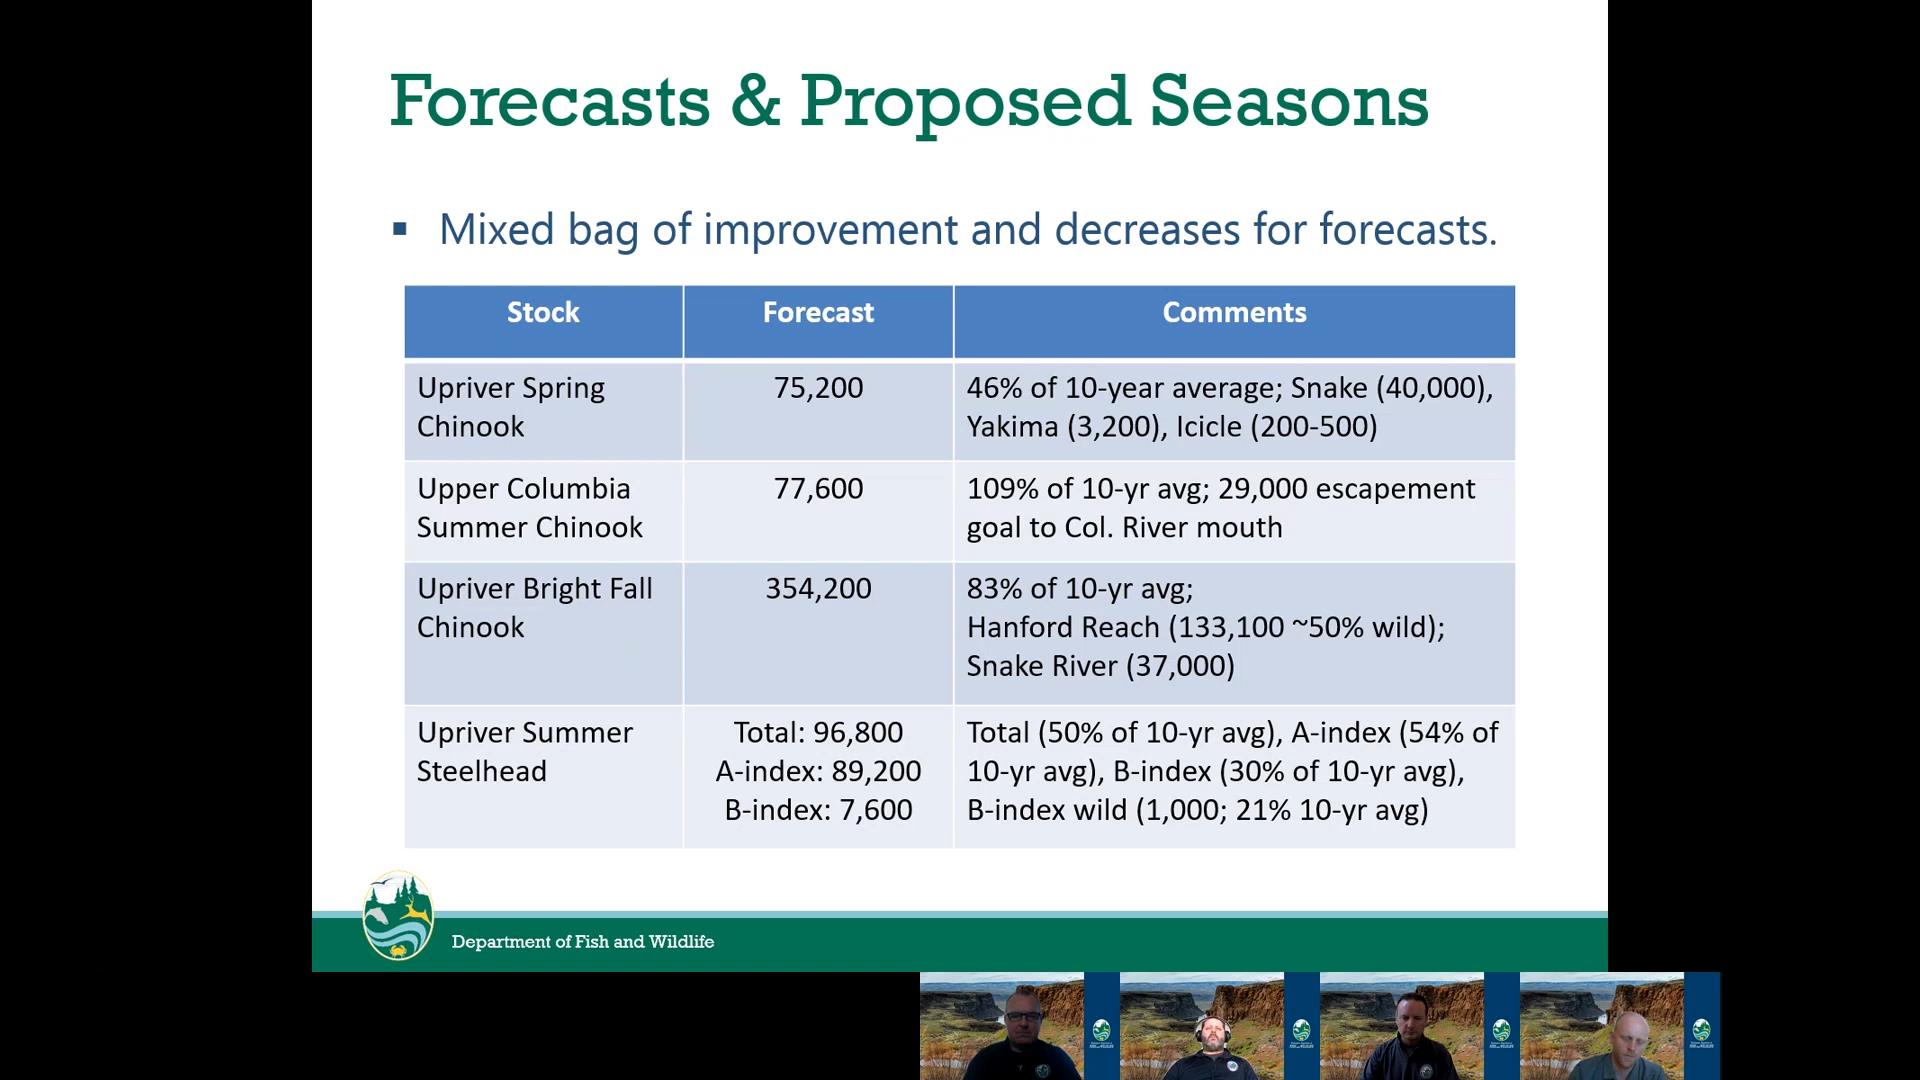 Forecasts & Proposed Seasons
▪ Mixed bag of improvement and decreases for forecasts.
Stock Forecast Comments
Upriver Spring
Chinook
75,200
46% of 10-year average; Snake (40,000),
Yakima (3,200), Icicle (200-500)
Upper Columbia
Summer Chinook
77,600
109% of 10-yr avg; 29,000 escapement
goal to Col. River mouth
Upriver Bright Fall
Chinook
354,200
83% of 10-yr avg;
Hanford Reach (133,100 ~50% wild);
Snake River (37,000)
Upriver Summer
Steelhead
Total: 96,800
A-index: 89,200
B-index: 7,600
Total (50% of 10-yr avg), A-index (54% of
10-yr avg), B-index (30% of 10-yr avg),
B-index wild (1,000; 21% 10-yr avg)
Department of Fish and Wildlife